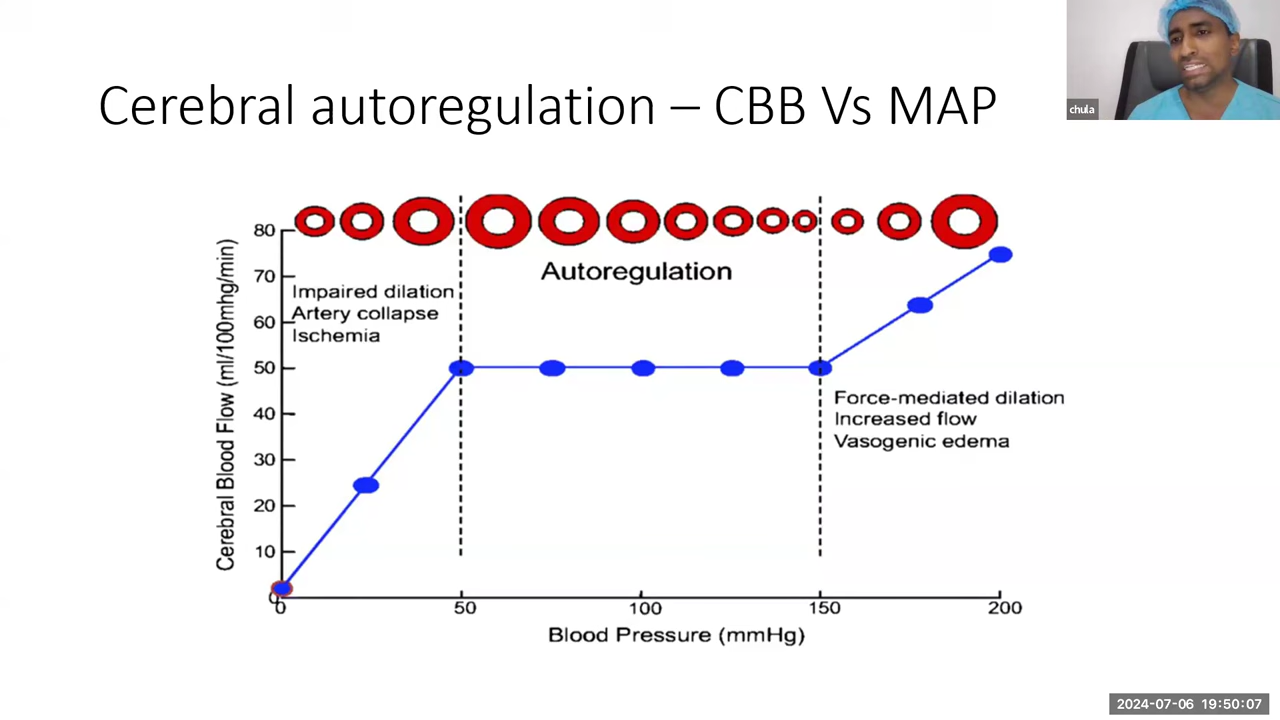 chula
Cerebral autoregulation – CBB Vs MAP
80
70
60
50
40
30
20
10
0
Cerebral Blood Flow (ml/100mhg/min)
Impaired dilation
Artery collapse
Ischemia
Autoregulation
Force-mediated dilation
Increased flow
Vasogenic edema
0 50 100 150 200
Blood Pressure (mmHg)
2024-07-06 19:50:07